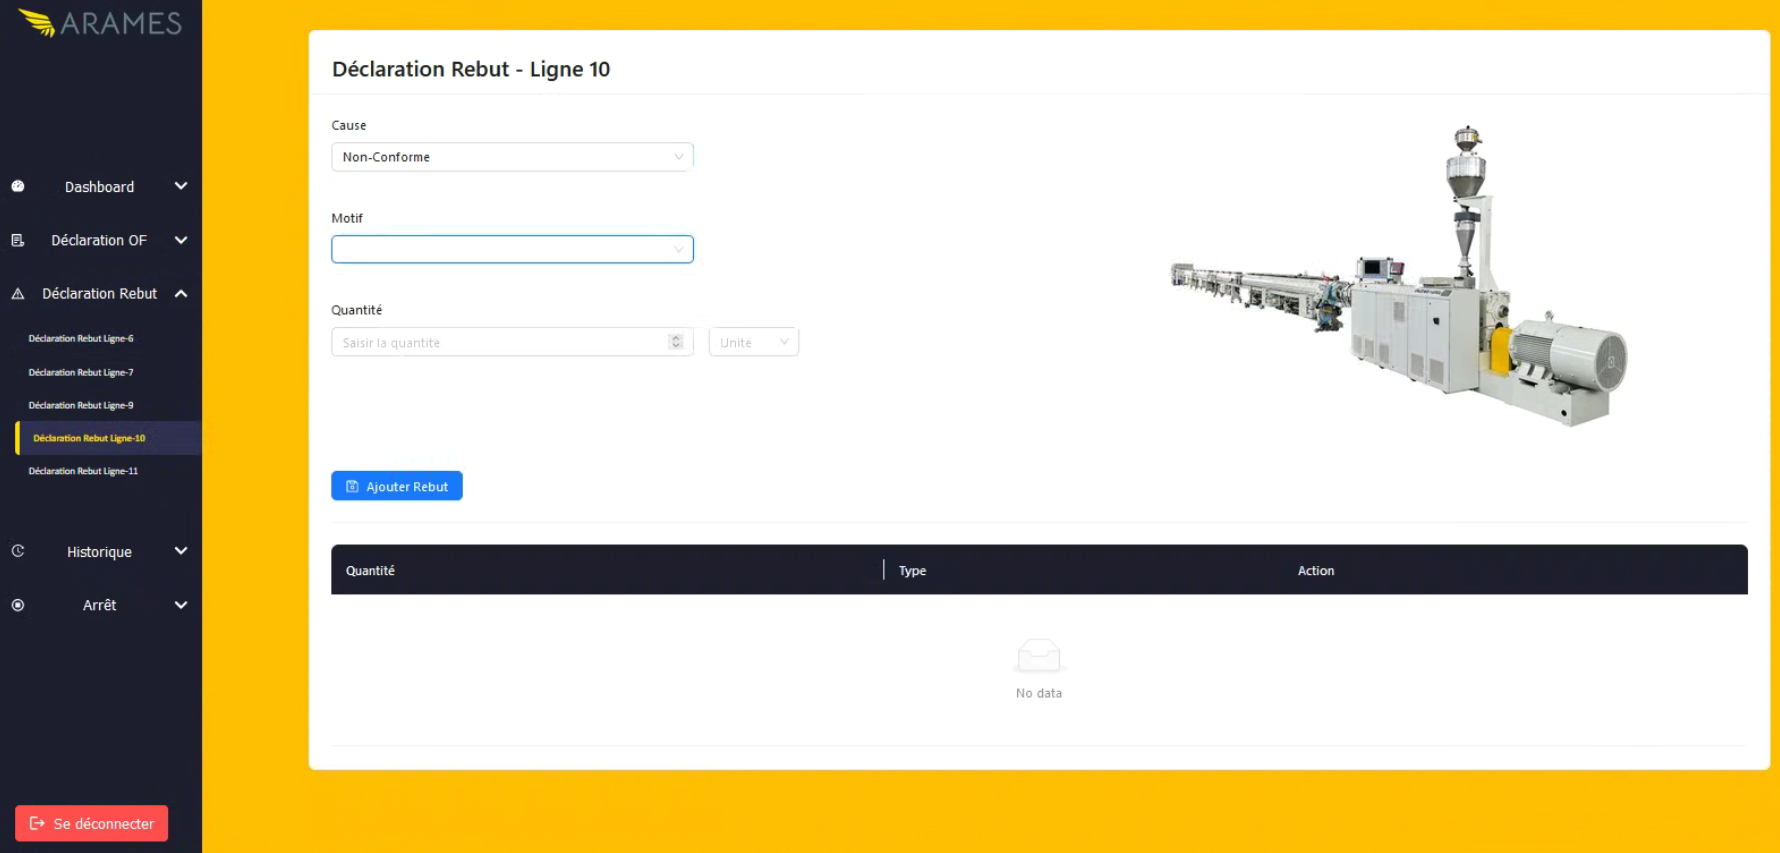 ARAMES
Dashboard
Déclaration OF
Déclaration Rebut
Déclaration Rebut Ligne-6
Déclaration Rebut Ligne-7
Déclaration Rebut Ligne-9
Déclaration Rebut Ligne-10
Déclaration Rebut Ligne-11
Historique
Arrêt
Se déconnecter
Déclaration Rebut - Ligne 10
Cause
Non-Conforme
Motif
Quantité
Saisir la quantite
Unite
Ajouter Rebut
Quantité
Type
Action
No data